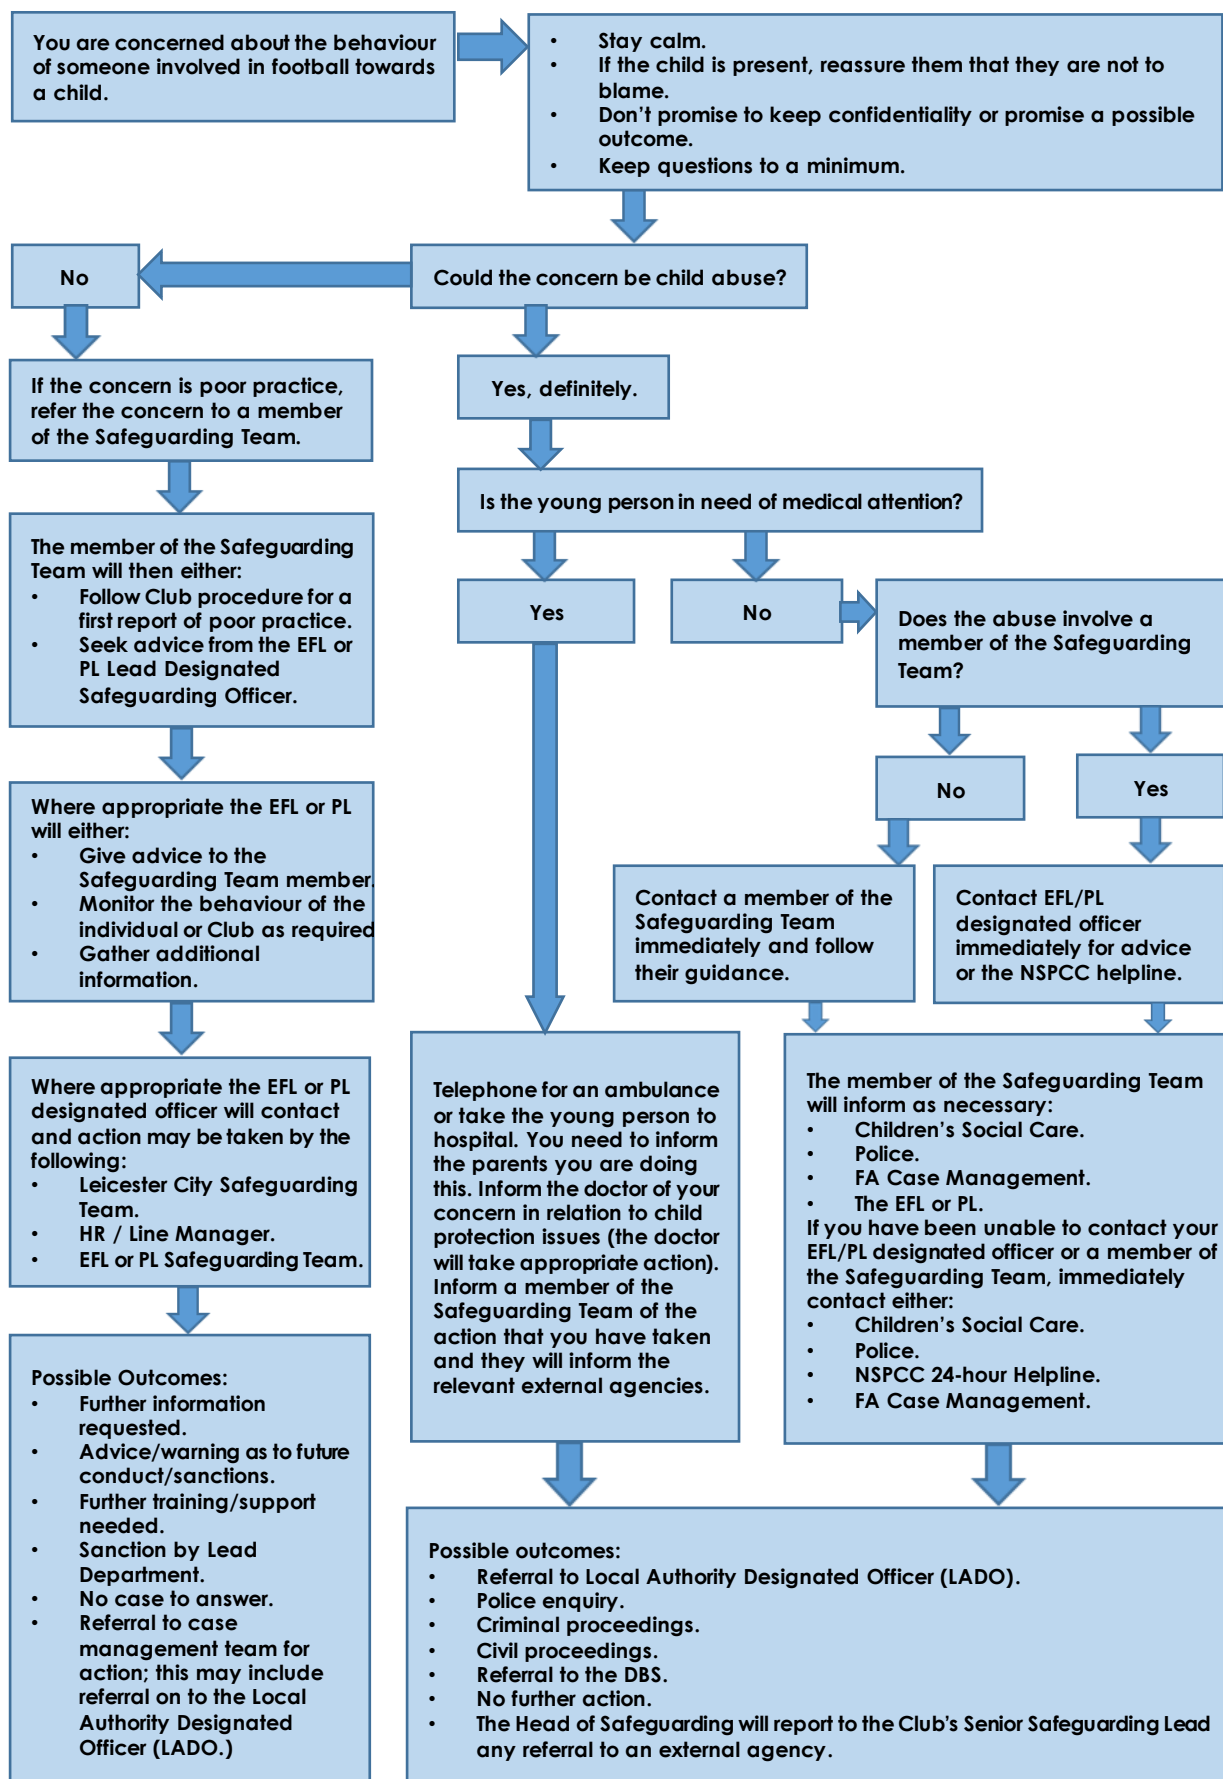 You are concerned about the behaviour
of someone involved in football towards
a child.
• Stay calm.
• If the child is present, reassure them that they are not to
blame.
• Don't promise to keep confidentiality or promise a possible
outcome.
• Keep questions to a minimum.
Could the concern be child abuse?
No
If the concern is poor practice,
refer the concern to a member
of the Safeguarding Team.
The member of the Safeguarding
Team will then either:
• Follow Club procedure for a
first report of poor practice.
• Seek advice from the EFL or
PL Lead Designated
Safeguarding Officer.
Where appropriate the EFL or PL
will either:
• Give advice to the
Safeguarding Team member.
• Monitor the behaviour of the
individual or Club as required
• Gather additional
information.
Where appropriate the EFL or PL
designated officer will contact
and action may be taken by the
following:
• Leicester City Safeguarding
Team.
• HR / Line Manager.
• EFL or PL Safeguarding Team.
Possible Outcomes:
• Further information
requested.
• Advice/warning as to future
conduct/sanctions.
• Further training/support
needed.
• Sanction by Lead
Department.
• No case to answer.
• Referral to case
management team for
action; this may include
referral on to the Local
Authority Designated
Officer (LADO.)
Yes, definitely.
Is the young person in need of medical attention?
Yes
No
Does the abuse involve a
member of the Safeguarding
Team?
No
Yes
Contact a member of the
Safeguarding Team
immediately and follow
their guidance.
Contact EFL/PL
designated officer
immediately for advice
or the NSPCC helpline.
Telephone for an ambulance
or take the young person to
hospital. You need to inform
the parents you are doing
this. Inform the doctor of your
concern in relation to child
protection issues (the doctor
will take appropriate action).
Inform a member of the
Safeguarding Team of the
action that you have taken
and they will inform the
relevant external agencies.
The member of the Safeguarding Team
will inform as necessary:
• Children's Social Care.
• Police.
• FA Case Management.
• The EFL or PL.
If you have been unable to contact your
EFL/PL designated officer or a member of
the Safeguarding Team, immediately
contact either:
• Children's Social Care.
• Police.
• NSPCC 24-hour Helpline.
• FA Case Management.
Possible outcomes:
• Referral to Local Authority Designated Officer (LADO).
• Police enquiry.
• Criminal proceedings.
• Civil proceedings.
• Referral to the DBS.
• No further action.
• The Head of Safeguarding will report to the Club's Senior Safeguarding Lead
any referral to an external agency.